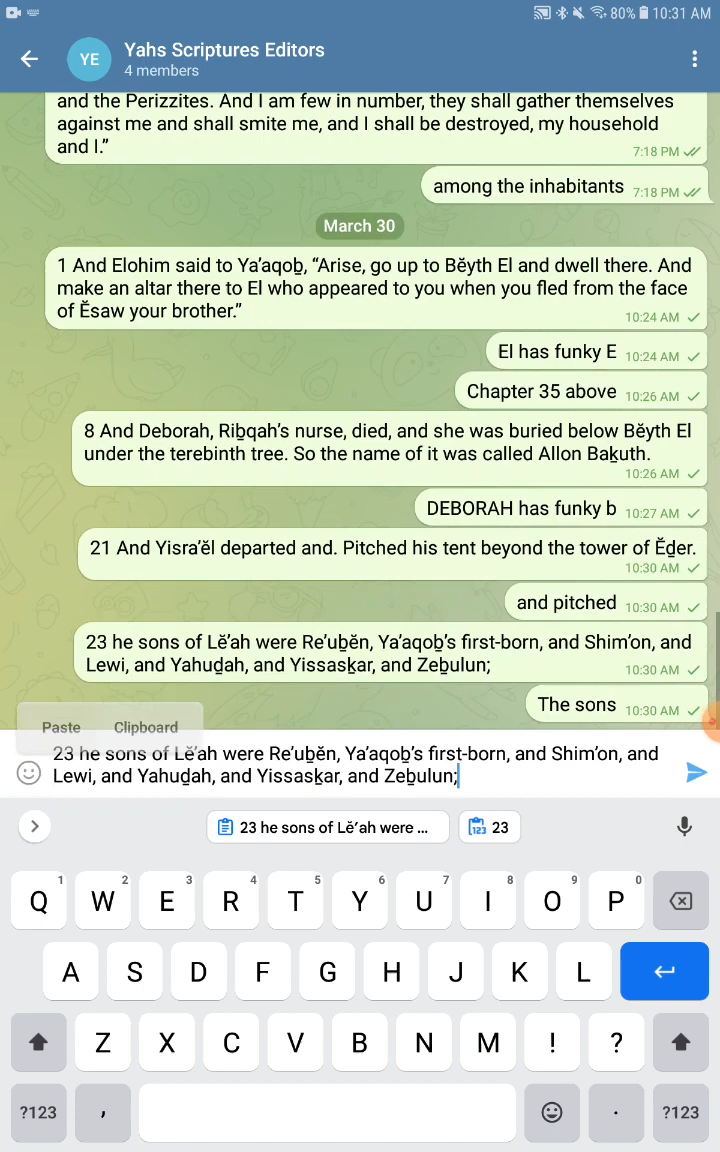 80% 10:31 AM
YE Yahs Scriptures Editors
4 members
and the Perizzites. And I am few in number, they shall gather themselves
against me and shall smite me, and I shall be destroyed, my household
and I.”
7:18 PM
among the inhabitants 7:18 PM
March 30
1 And Elohim said to Ya’aqoḇ, “Arise, go up to Bĕyth El and dwell there. And
make an altar there to El who appeared to you when you fled from the face
of Ĕsaw your brother.”
10:24 AM
El has funky E 10:24 AM
Chapter 35 above 10:26 AM
8 And Deborah, Riḇqah’s nurse, died, and she was buried below Bĕyth El
under the terebinth tree. So the name of it was called Allon Baḵuth.
10:26 AM
DEBORAH has funky b 10:27 AM
21 And Yisra’ĕl departed and. Pitched his tent beyond the tower of Ĕḏer.
10:30 AM
and pitched 10:30 AM
23 he sons of Lĕ’ah were Re’uḇĕn, Ya’aqoḇ’s first-born, and Shim’on, and
Lewi, and Yahuḏah, and Yissasḵar, and Zeḇulun;
10:30 AM
The sons 10:30 AM
Paste Clipboard
23 he sons of Lĕ’ah were Re’uḇĕn, Ya’aqoḇ’s first-born, and Shim’on, and
Lewi, and Yahuḏah, and Yissasḵar, and Zeḇulun;
23 he sons of Lĕ’ah were ... 123 23
1 2 3 4 5 6 7 8 9 0
Q W E R T Y U I O P
A S D F G H J K L
Z X C V B N M ! ?
?123 , . ?123